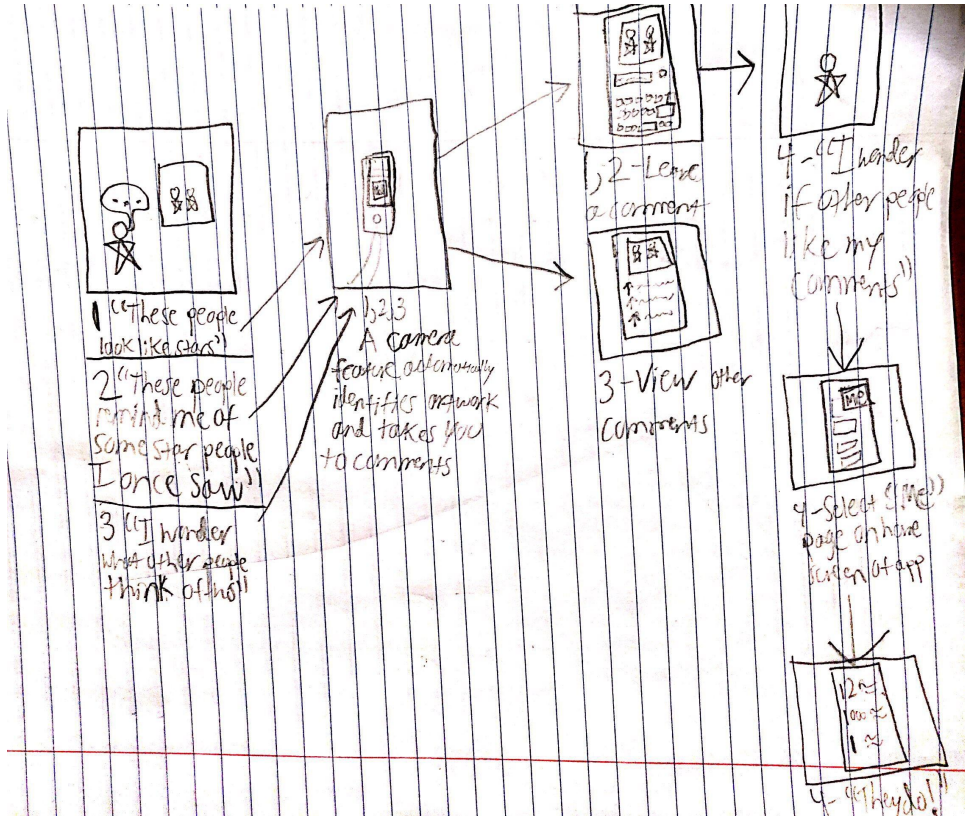 1 "These people
look like stars"
2 "These people
remind me of
some star people
I once saw"
3 "I wonder
what other people
think of this"
1,2,3
A camera
feature automatically
identifies artwork
and takes you
to comments
1,2-Leave
a comment
3-View other
comments
4-"I wonder
if other people
like my
comments"
Me
4-Select "Me"
page on home
screen of app
12
1000
1
4-"They do!"